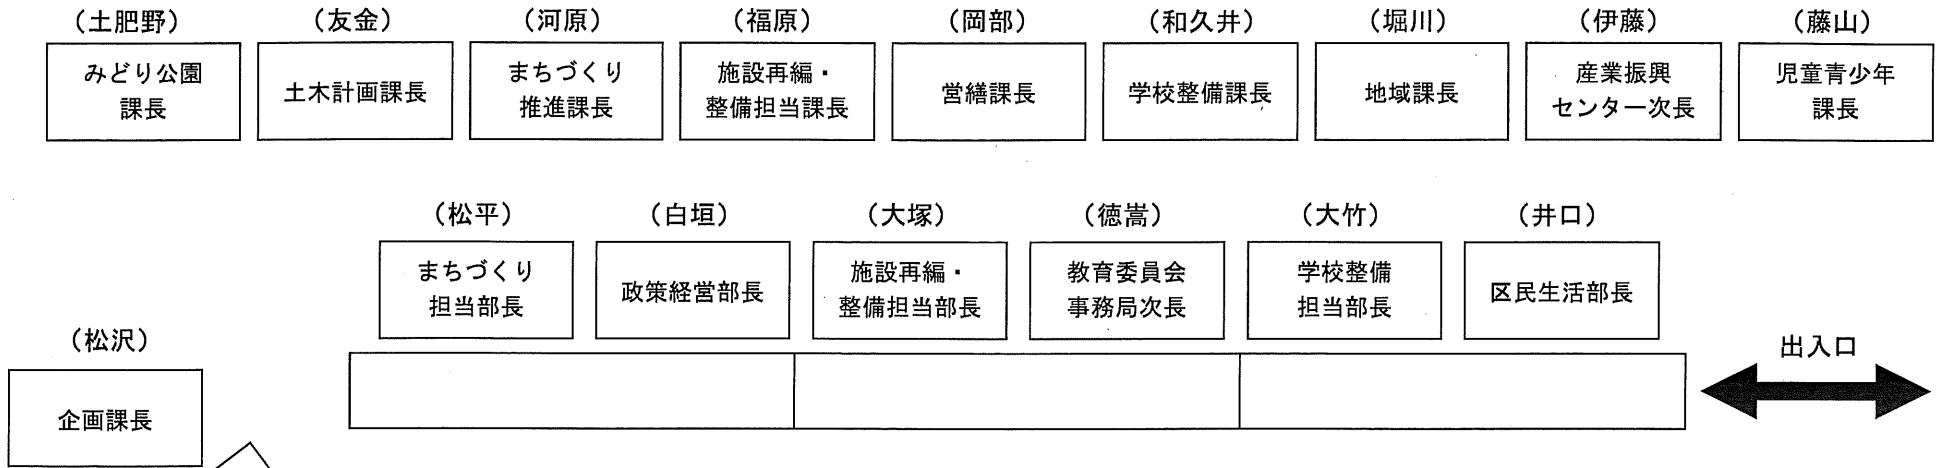 （土肥野）
みどり公園
課長
（友金）
土木計画課長
（河原）
まちづくり
推進課長
（福原）
施設再編・
整備担当課長
（岡部）
営繕課長
（和久井）
学校整備課長
（堀川）
地域課長
（伊藤）
産業振興
センター次長
（藤山）
児童青少年
課長
（松平）
まちづくり
担当部長
（白垣）
政策経営部長
（大塚）
施設再編・
整備担当部長
（徳嵩）
教育委員会
事務局次長
（大竹）
学校整備
担当部長
（井口）
区民生活部長
（松沢）
企画課長
出入口